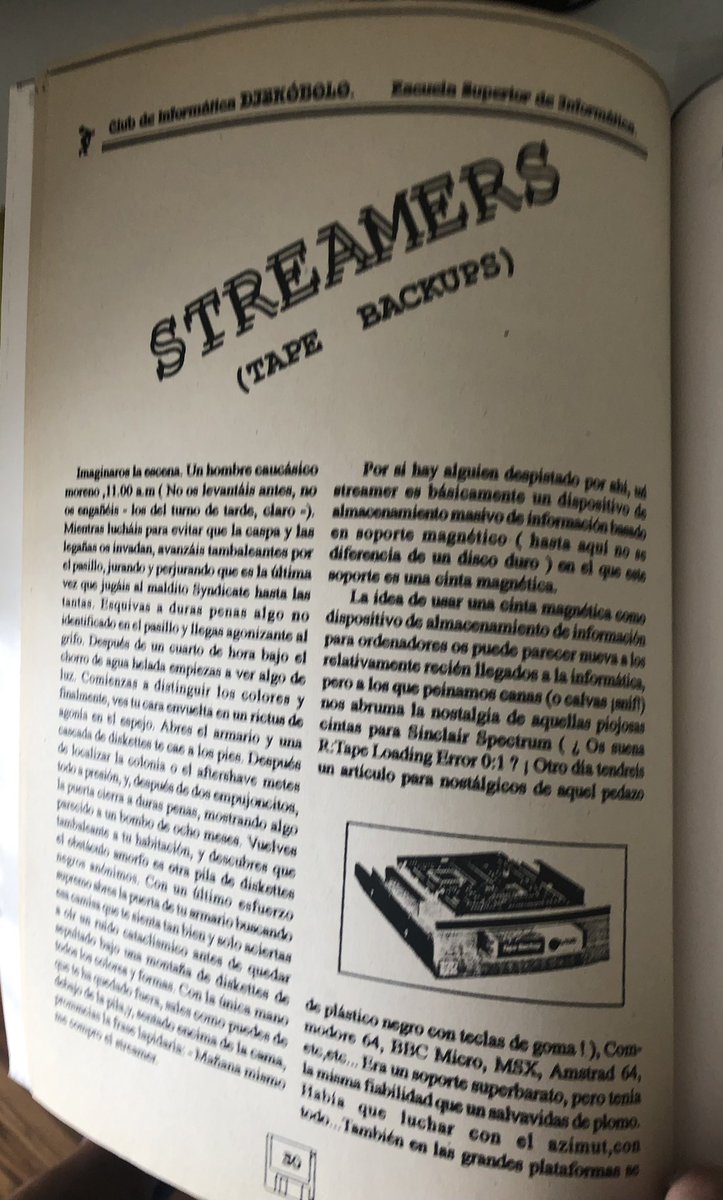 Club de Informática DISKÓBOLO. Escuela Superior de Informática
STREAMERS
(TAPE BACKUPS)
Imaginaros la escena. Un hombre caucásico
moreno ,11.00 a.m ( No os levantáis antes, no
os engañéis - los del turno de tarde, claro -).
Mientras lucháis para evitar que la caspa y las
legañas os invadan, avanzáis tambaleantes por
el pasillo, jurando y perjurando que es la última
vez que jugáis al maldito Syndicate hasta las
tantas. Esquivas a duras penas algo no
identificado en el pasillo y llegas agonizante al
grifo. Después de un cuarto de hora bajo el
chorro de agua helada empiezas a ver algo de
luz. Comienzas a distinguir los colores y
finalmente, ves tu cara envuelta en un rictus de
agonía en el espejo. Abres el armario y una
cascada de diskettes te cae a los pies. Después
de localizar la colonia o el aftershave metes
todo a presión, y, después de dos empujoncitos,
la puerta cierra a duras penas, mostrando algo
parecido a un bombo de ocho meses. Vuelves
tambaleante a tu habitación, y descubres que
el obstáculo amorfo es otra pila de diskettes
negros anónimos. Con un último esfuerzo
supremo abres la puerta de tu armario buscando
esa camisa que te sienta tan bien y solo aciertas
a oir un ruido cataclísmico antes de quedar
sepultado bajo una montaña de diskettes de
todos los colores y formas. Con la única mano
que te ha quedado fuera, sales como puedes de
debajo de la pila,y, sentado encima de la cama,
pronuncias la frase lapidaria: - Mañana mismo
me compro el streamer.
Por si hay alguien despistado por ahí, un
streamer es básicamente un dispositivo de
almacenamiento masivo de información basado
en soporte magnético ( hasta aquí no se
diferencia de un disco duro ) en el que este
soporte es una cinta magnética.
La idea de usar una cinta magnética como
dispositivo de almacenamiento de información
para ordenadores os puede parecer nueva a los
relativamente recién llegados a la informática,
pero a los que peinamos canas (o calvas ¡sniff!)
nos abruma la nostalgia de aquellas piojosas
cintas para Sinclair Spectrum ( ¿ Os suena
R:Tape Loading Error 0:1 ? ¡ Otro día tendreis
un artículo para nostálgicos de aquel pedazo
de plástico negro con teclas de goma ! ), Com-
modore 64, BBC Micro, MSX, Amstrad 64,
etc,etc... Era un soporte superbarato, pero tenía
la misma fiabilidad que un salvavidas de plomo.
Había que luchar con el azimut,con
todo...También en las grandes plataformas se
30